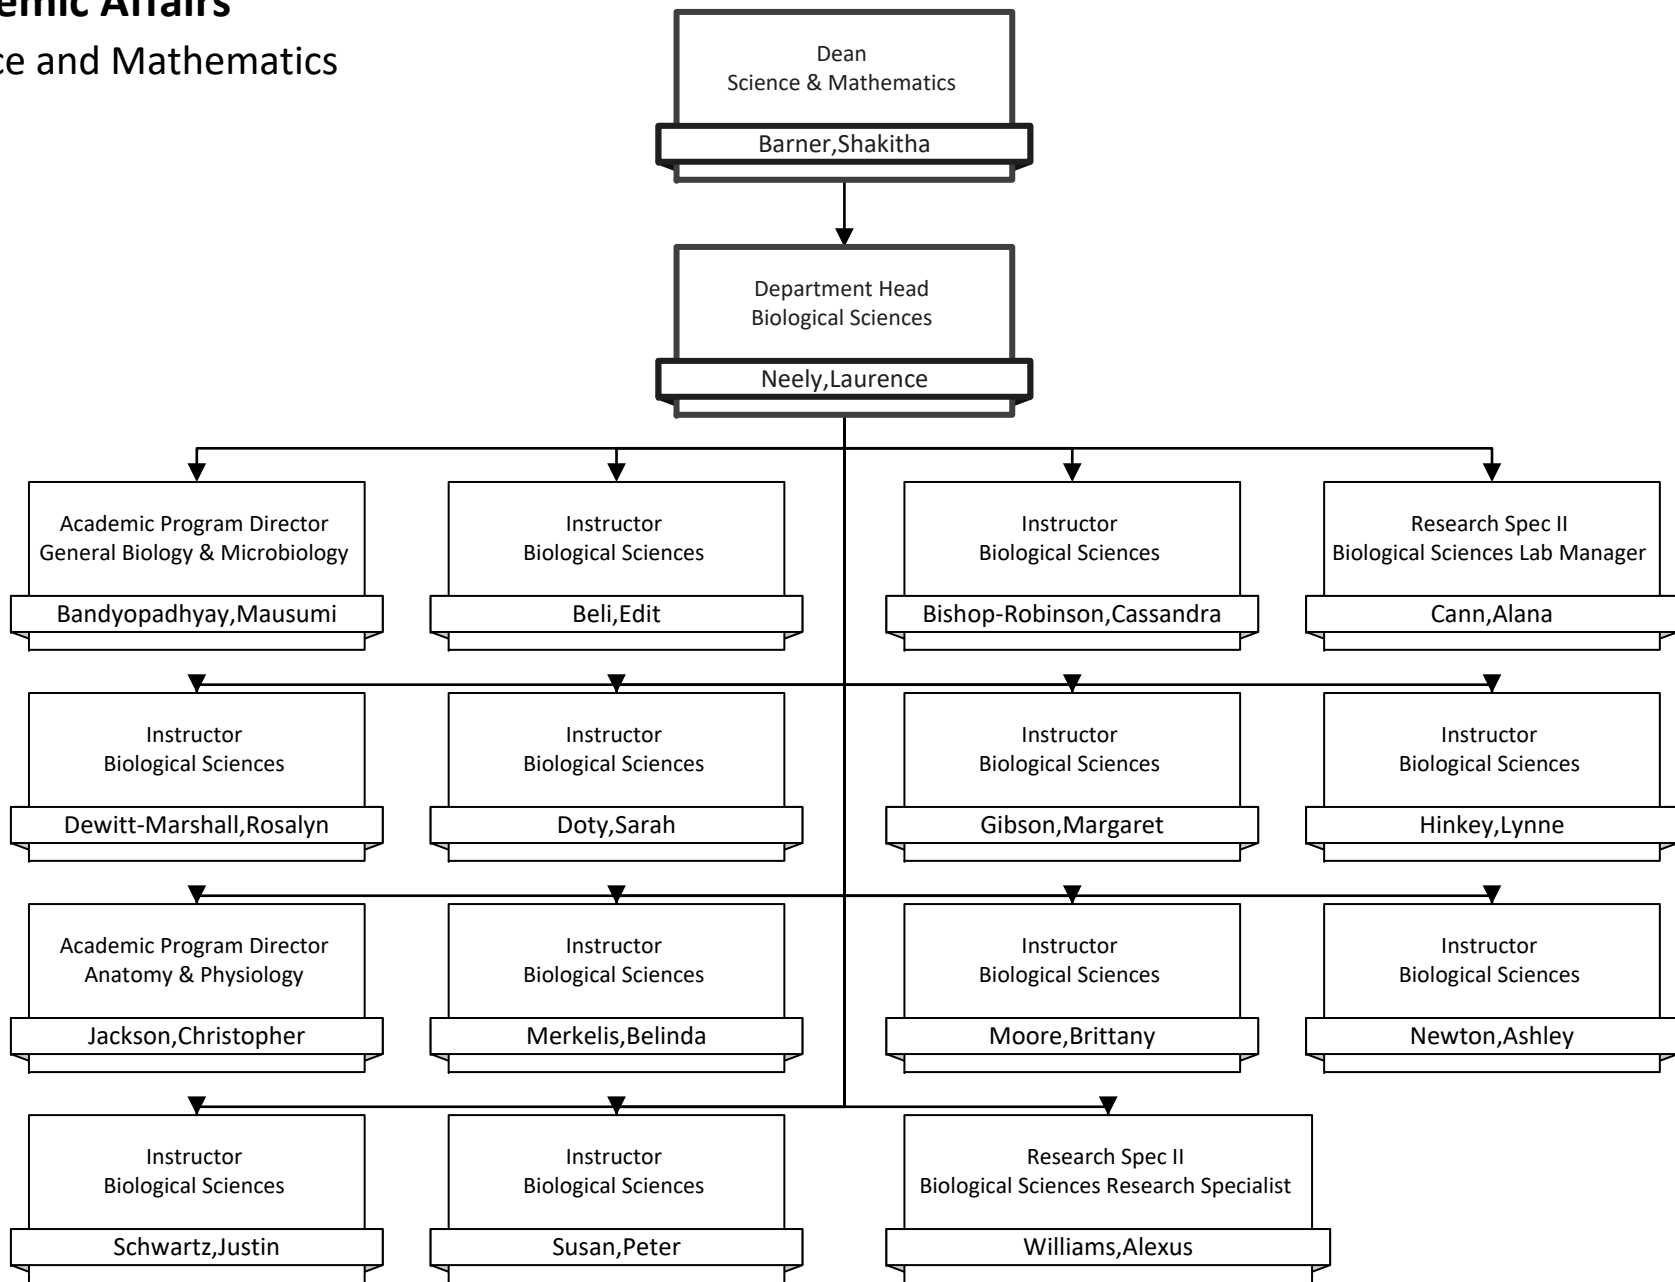 emic Affairs
ce and Mathematics
Dean
Science & Mathematics
Barner,Shakitha
Department Head
Biological Sciences
Neely,Laurence
Academic Program Director
General Biology & Microbiology
Bandyopadhyay,Mausumi
Instructor
Biological Sciences
Beli,Edit
Instructor
Biological Sciences
Bishop-Robinson,Cassandra
Research Spec II
Biological Sciences Lab Manager
Cann,Alana
Instructor
Biological Sciences
Dewitt-Marshall,Rosalyn
Instructor
Biological Sciences
Doty,Sarah
Instructor
Biological Sciences
Gibson,Margaret
Instructor
Biological Sciences
Hinkey,Lynne
Academic Program Director
Anatomy & Physiology
Jackson,Christopher
Instructor
Biological Sciences
Merkelis,Belinda
Instructor
Biological Sciences
Moore,Brittany
Instructor
Biological Sciences
Newton,Ashley
Instructor
Biological Sciences
Schwartz,Justin
Instructor
Biological Sciences
Susan,Peter
Research Spec II
Biological Sciences Research Specialist
Williams,Alexus